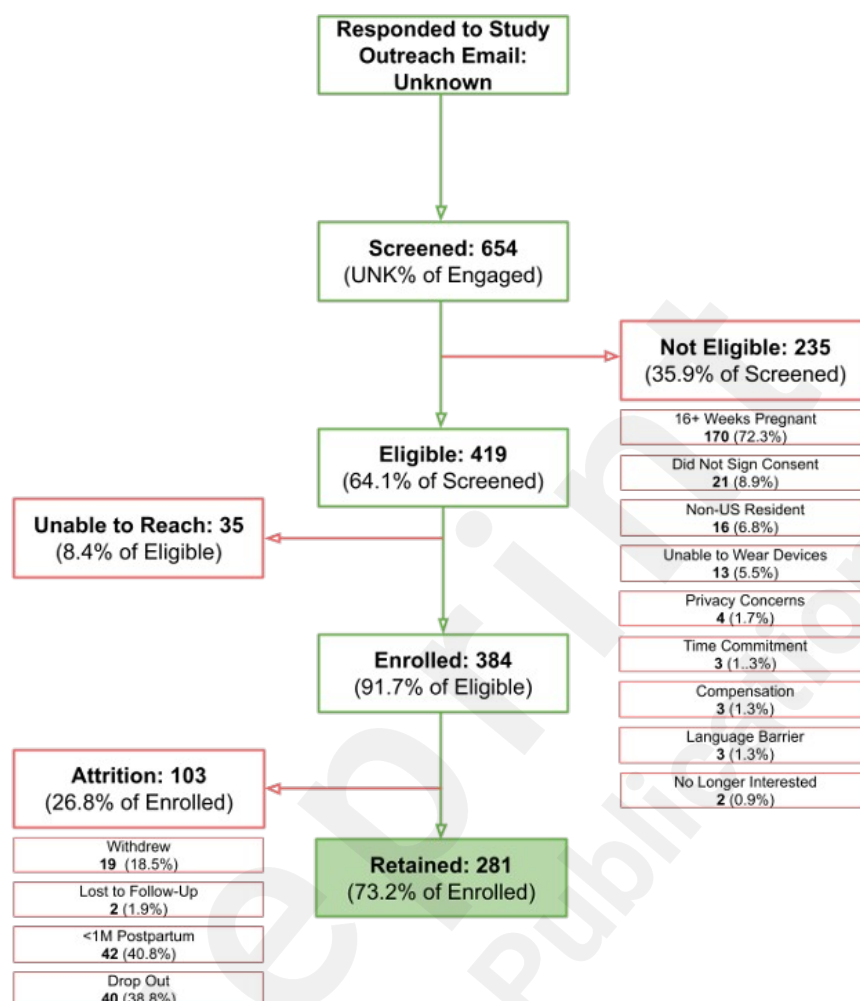 Responded to Study
Outreach Email:
Unknown
Screened: 654
(UNK% of Engaged)
Not Eligible: 235
(35.9% of Screened)
16+ Weeks Pregnant
170 (72.3%)
Did Not Sign Consent
21 (8.9%)
Non-US Resident
16 (6.8%)
Unable to Wear Devices
13 (5.5%)
Privacy Concerns
4 (1.7%)
Time Commitment
3 (1..3%)
Compensation
3 (1.3%)
Language Barrier
3 (1.3%)
No Longer Interested
2 (0.9%)
Eligible: 419
(64.1% of Screened)
Unable to Reach: 35
(8.4% of Eligible)
Enrolled: 384
(91.7% of Eligible)
Attrition: 103
(26.8% of Enrolled)
Withdrew
19 (18.5%)
Lost to Follow-Up
2 (1.9%)
<1M Postpartum
42 (40.8%)
Drop Out
40 (38.8%)
Retained: 281
(73.2% of Enrolled)
eprint
Publication